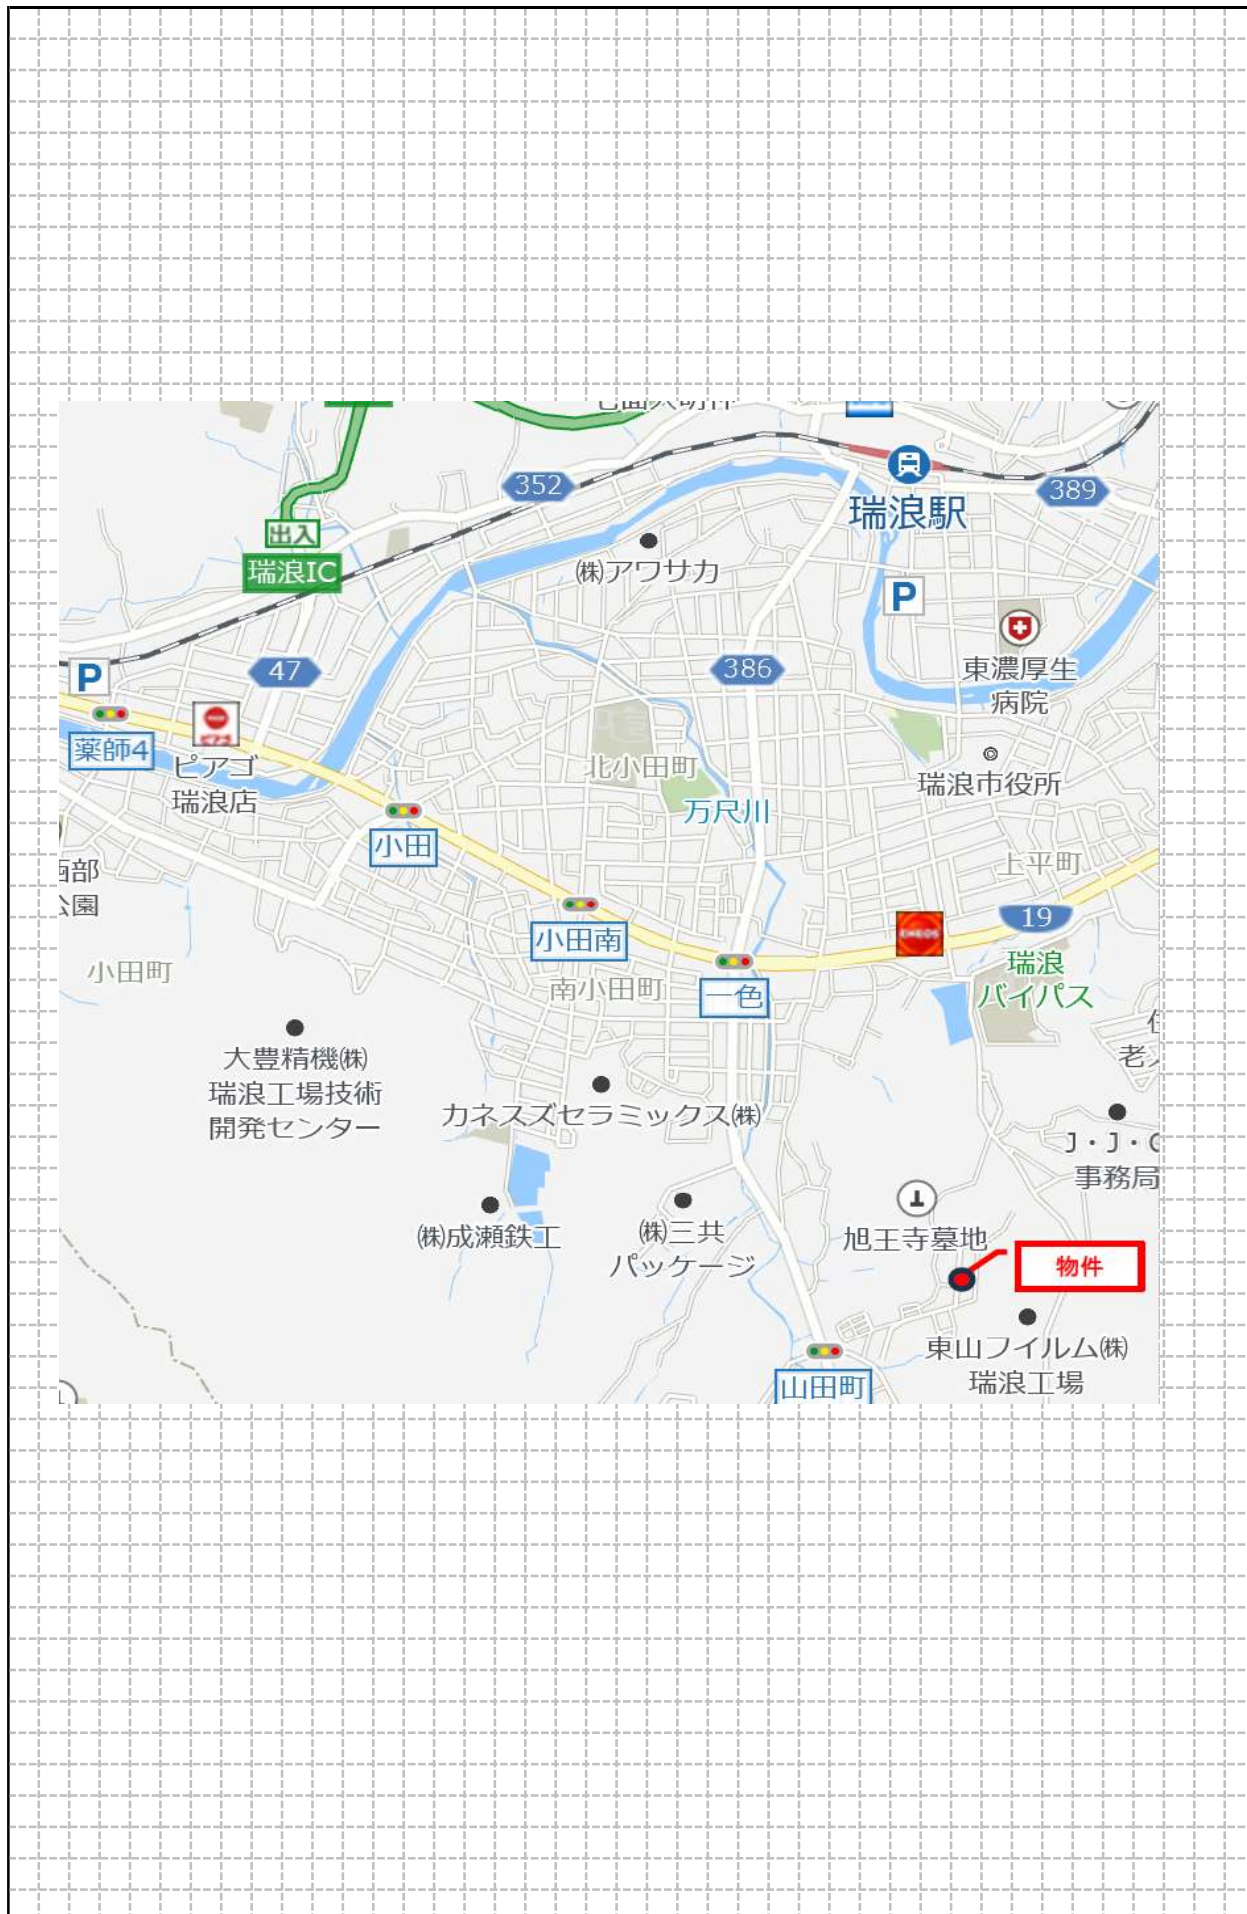 352
389
瑞浪駅
出入
瑞浪IC
㈱アワサカ
P
東濃厚生
病院
47
386
P
薬師4
ピアゴ
瑞浪店
北小田町
万尺川
瑞浪市役所
小田
上平町
公園
小田南
ENEOS
19
瑞浪
バイパス
小田町
南小田町
一色
大豊精機㈱
瑞浪工場技術
開発センター
カネスズセラミックス㈱
J・J・
事務局
㈱成瀬鉄工
㈱三共
パッケージ
旭王寺墓地
物件
東山フイルム㈱
瑞浪工場
山田町